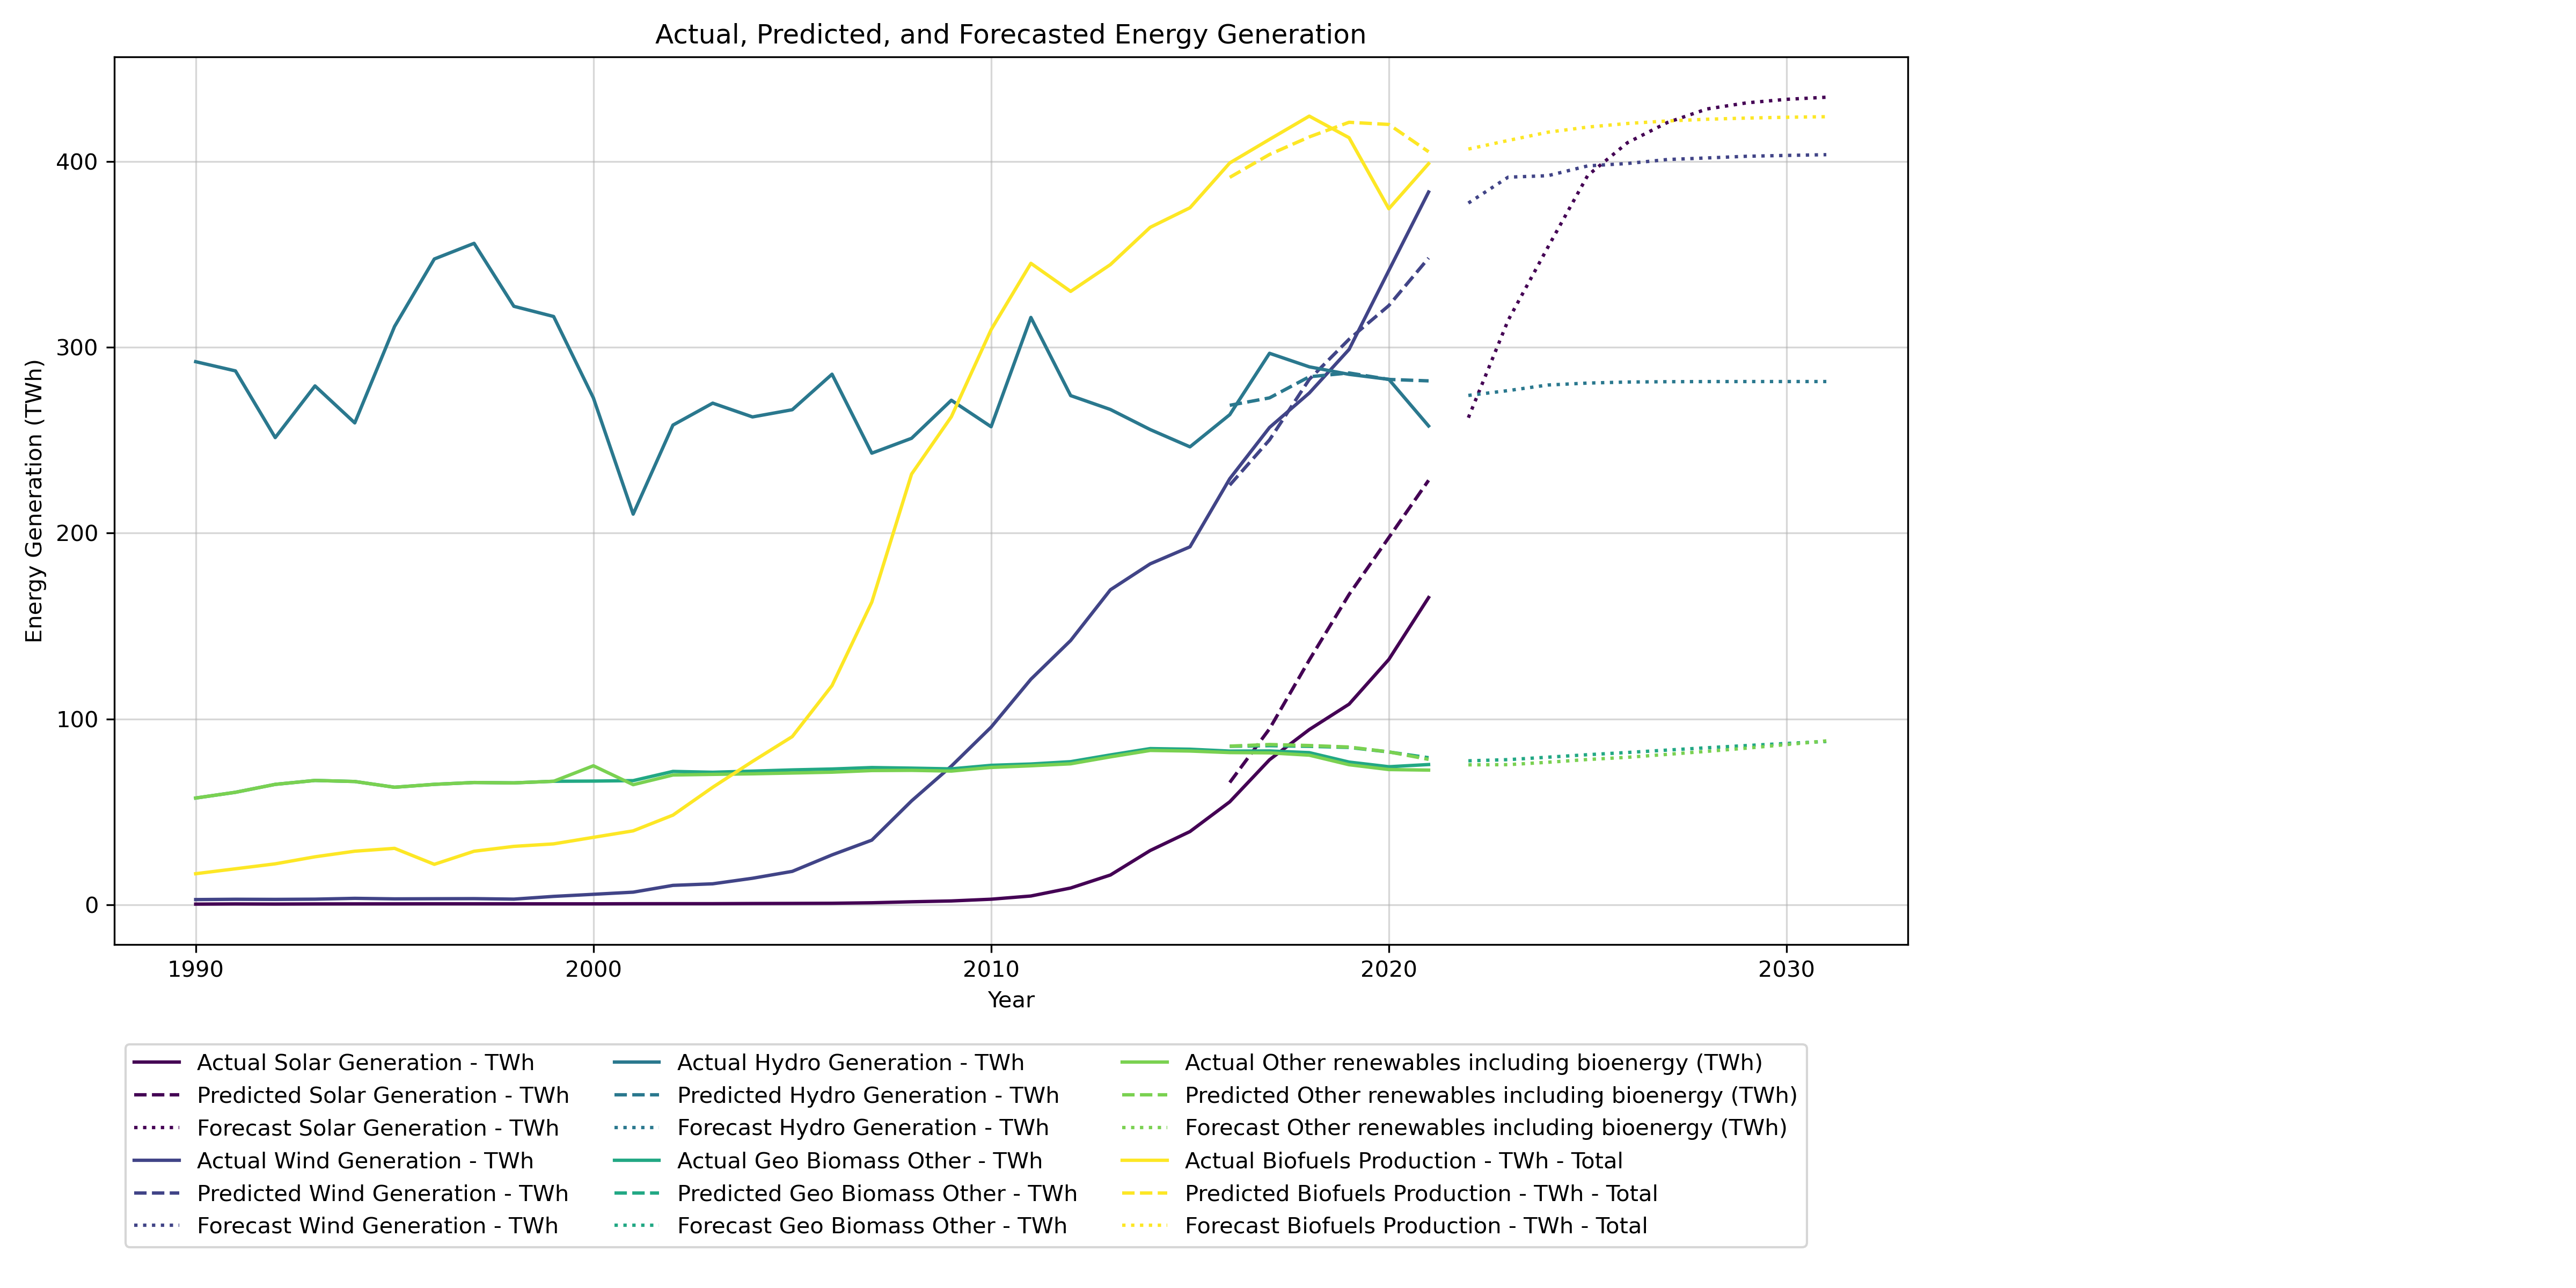 Actual, Predicted, and Forecasted Energy Generation
Energy Generation (TWh)
400
300
200
100
0
1990
2000
2010
2020
2030
Year
Actual Solar Generation - TWh
Predicted Solar Generation - TWh
Forecast Solar Generation - TWh
Actual Wind Generation - TWh
Predicted Wind Generation - TWh
Forecast Wind Generation - TWh
Actual Hydro Generation - TWh
Predicted Hydro Generation - TWh
Forecast Hydro Generation - TWh
Actual Geo Biomass Other - TWh
Predicted Geo Biomass Other - TWh
Forecast Geo Biomass Other - TWh
Actual Other renewables including bioenergy (TWh)
Predicted Other renewables including bioenergy (TWh)
Forecast Other renewables including bioenergy (TWh)
Actual Biofuels Production - TWh - Total
Predicted Biofuels Production - TWh - Total
Forecast Biofuels Production - TWh - Total